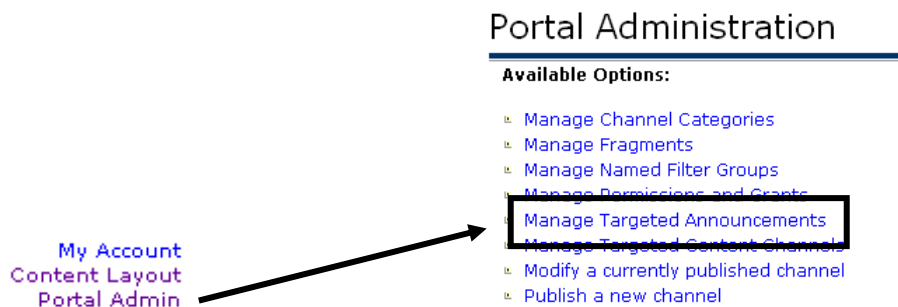 Portal Administration
Available Options:
Manage Channel Categories
Manage Fragments
Manage Named Filter Groups
Manage Permissions and Grants
Manage Targeted Announcements
Manage Targeted Content Channels
Modify a currently published channel
Publish a new channel
My Account
Content Layout
Portal Admin